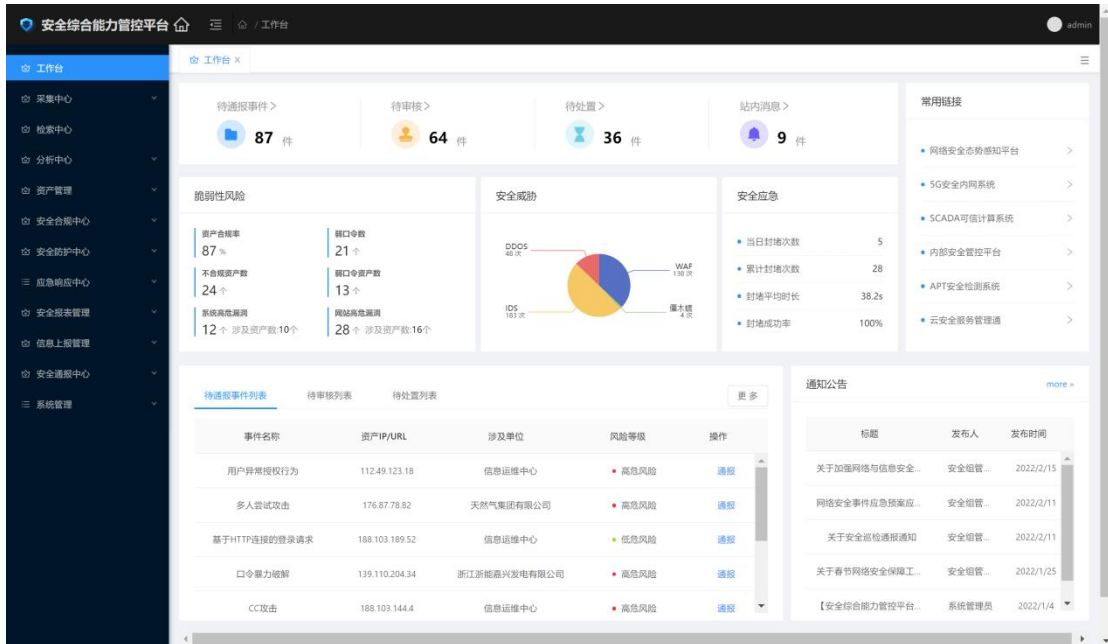 安全综合能力管控平台
/ 工作台
admin
工作台
采集中心
检索中心
分析中心
资产管理
安全合规中心
安全防护中心
应急响应中心
安全报表管理
信息上报管理
安全通报中心
系统管理
工作台 X
待通报事件 >
87 件
待审核 >
64 件
待处置 >
36 件
站内消息 >
9 件
常用链接
网络安全态势感知平台 >
5G安全内网系统 >
SCADA可信计算系统 >
内部安全管控平台 >
APT安全检测系统 >
云安全服务管理通 >
脆弱性风险
资产合规率
87 %
弱口令数
21 个
不合规资产数
24 个
弱口令资产数
13 个
系统高危漏洞
12 个 涉及资产数:10个
网站高危漏洞
28 个 涉及资产数:16个
安全威胁
DDOS
46 次
WAF
138 次
IDS
163 次
僵木蠕
4 次
安全应急
当日封堵次数 5
累计封堵次数 28
封堵平均时长 38.2s
封堵成功率 100%
待通报事件列表 待审核列表 待处置列表 更 多
事件名称 资产IP/URL 涉及单位 风险等级 操作
用户异常授权行为 112.49.123.18 信息运维中心 高危风险 通报
多人尝试攻击 176.87.78.82 天然气集团有限公司 高危风险 通报
基于HTTP连接的登录请求 188.103.189.52 信息运维中心 低危风险 通报
口令暴力破解 139.110.204.34 浙江浙能嘉兴发电有限公司 高危风险 通报
CC攻击 188.103.144.4 信息运维中心 高危风险 通报
通知公告 more »
标题 发布人 发布时间
关于加强网络与信息安全... 安全组管... 2022/2/15
网络安全事件应急预案应... 安全组管... 2022/2/11
关于安全巡检通报通知 安全组管... 2022/2/11
关于春节网络安全保障工... 安全组管... 2022/1/25
【安全综合能力管控平台... 系统管理员 2022/1/4